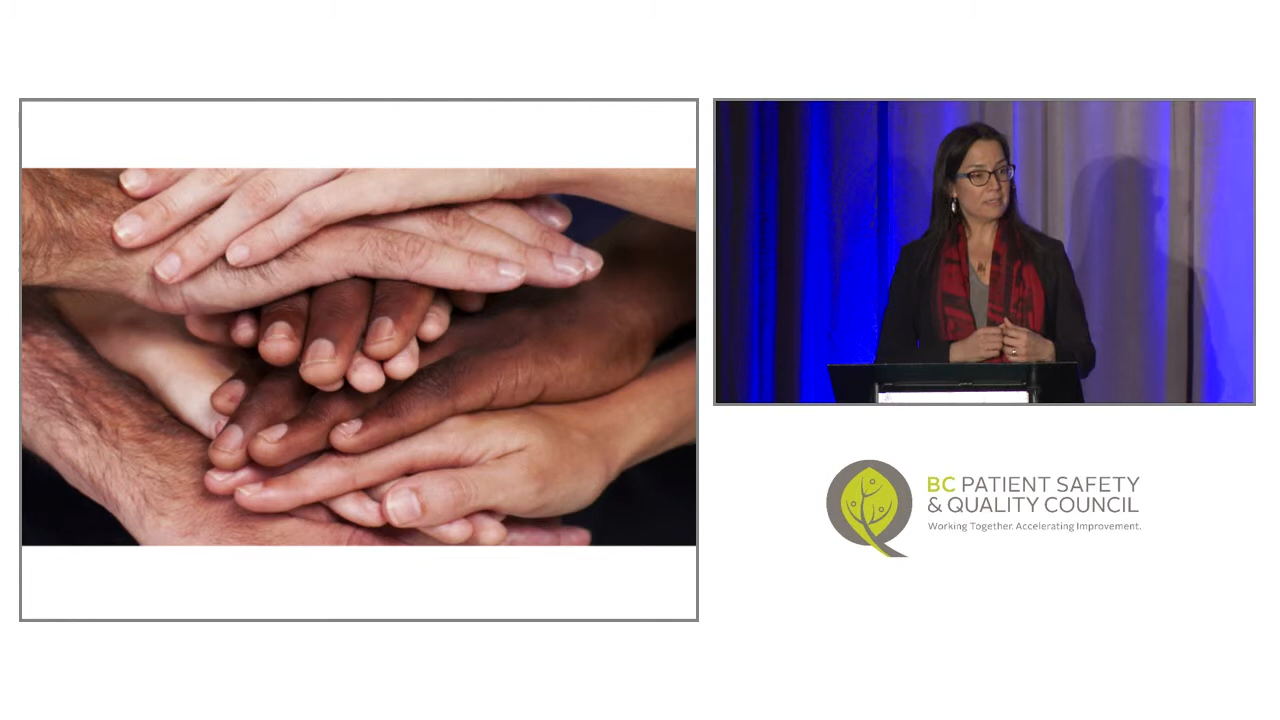 BC PATIENT SAFETY
& QUALITY COUNCIL
Working Together. Accelerating Improvement.